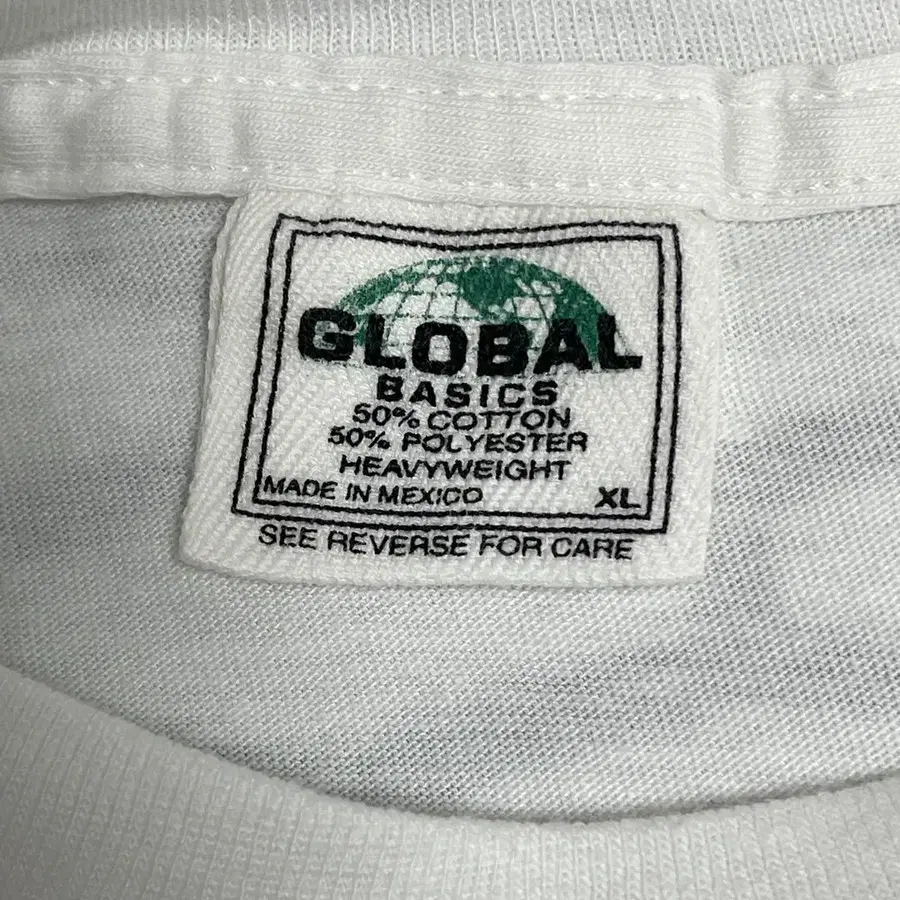 GLOBAL
BASICS
50% COTTON
50% POLYESTER
HEAVYWEIGHT
MADE IN MEXICO XL
SEE REVERSE FOR CARE